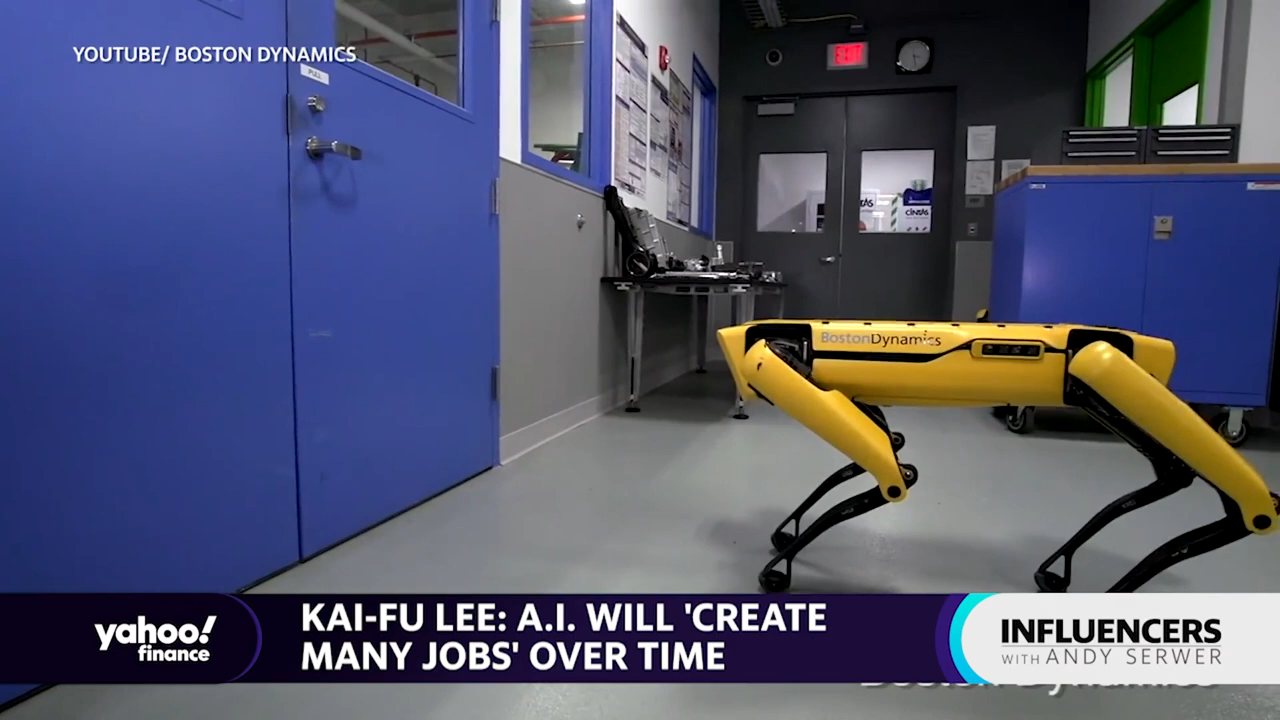 YOUTUBE/ BOSTON DYNAMICS
PULL
EXIT
CINTAS
BostonDynamics
KAI-FU LEE: A.I. WILL 'CREATE
MANY JOBS' OVER TIME
yahoo!
finance
INFLUENCERS
WITH ANDY SERWER